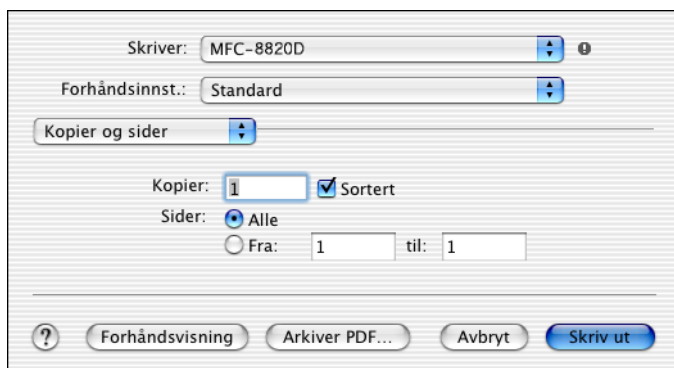 Skriver: MFC-8820D
Forhåndsinnst.: Standard
Kopier og sider
Kopier: 1 Sortert
Sider: Alle
Fra: 1 til: 1
? Forhåndsvisning Arkiver PDF... Avbryt Skriv ut